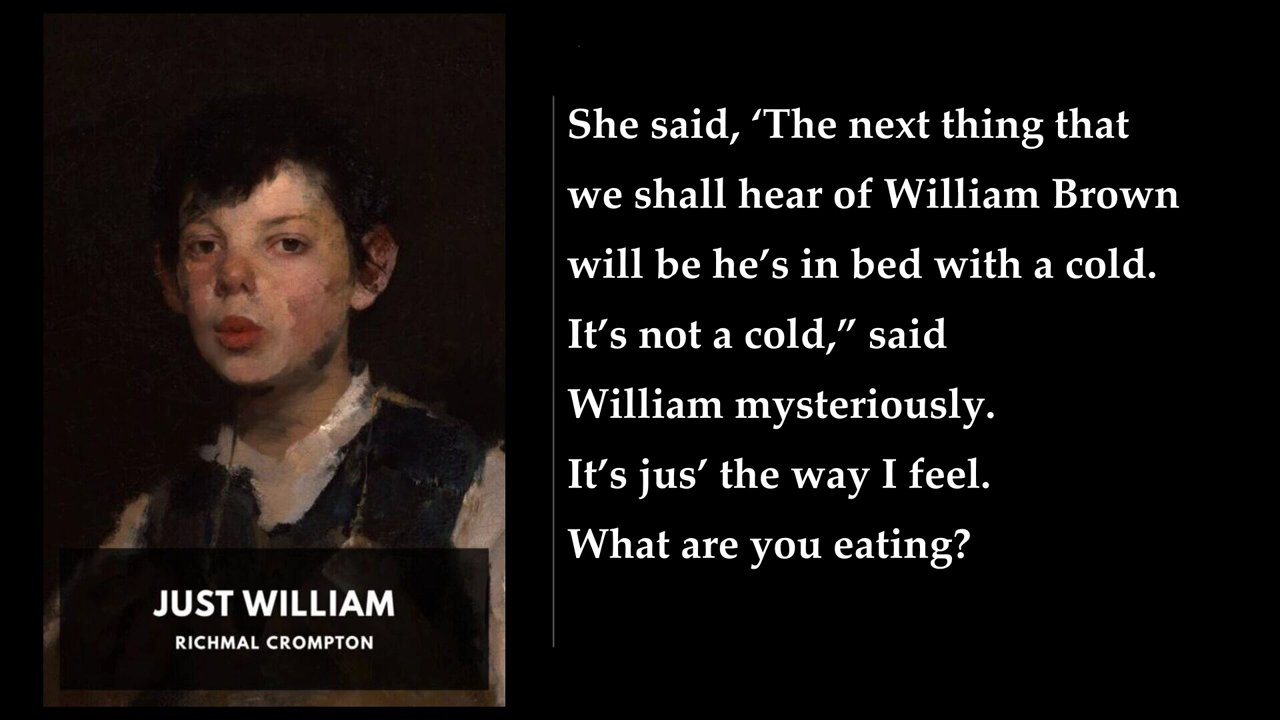 She said, ‘The next thing that
we shall hear of William Brown
will be he’s in bed with a cold.
It’s not a cold,” said
William mysteriously.
It’s jus’ the way I feel.
What are you eating?
JUST WILLIAM
RICHMAL CROMPTON